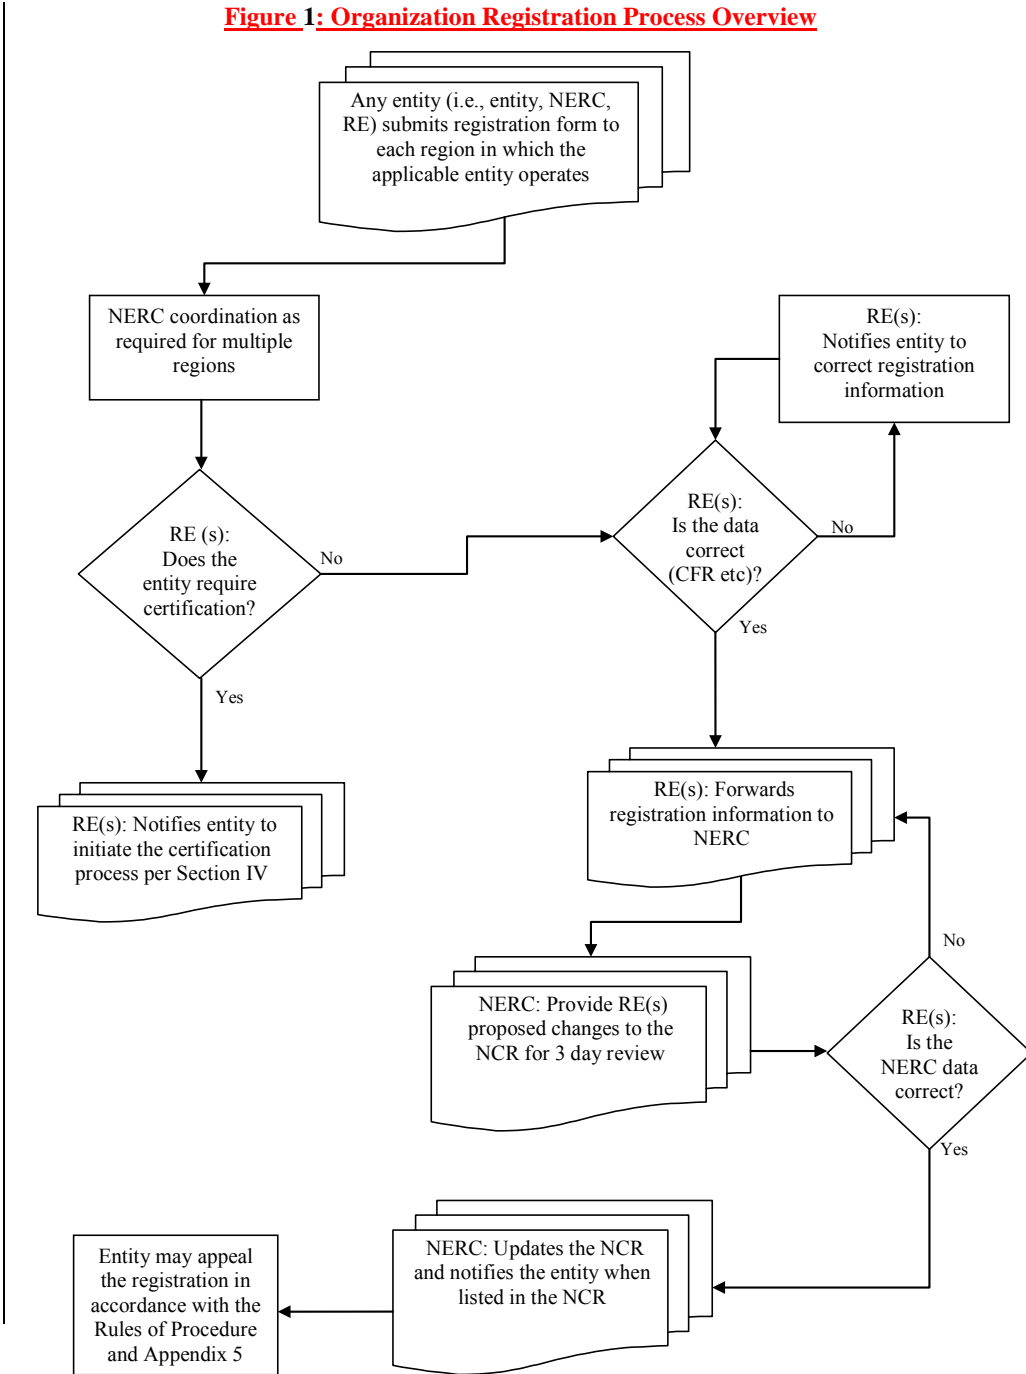 Figure 1: Organization Registration Process Overview
Any entity (i.e., entity, NERC,
RE) submits registration form to
each region in which the
applicable entity operates
NERC coordination as
required for multiple
regions
RE(s):
Notifies entity to
correct registration
information
RE (s):
Does the
entity require
certification?
No
Yes
RE(s):
Is the data
correct
(CFR etc)?
No
Yes
RE(s): Notifies entity to
initiate the certification
process per Section IV
RE(s): Forwards
registration information to
NERC
NERC: Provide RE(s)
proposed changes to the
NCR for 3 day review
RE(s):
Is the
NERC data
correct?
No
Yes
NERC: Updates the NCR
and notifies the entity when
listed in the NCR
Entity may appeal
the registration in
accordance with the
Rules of Procedure
and Appendix 5